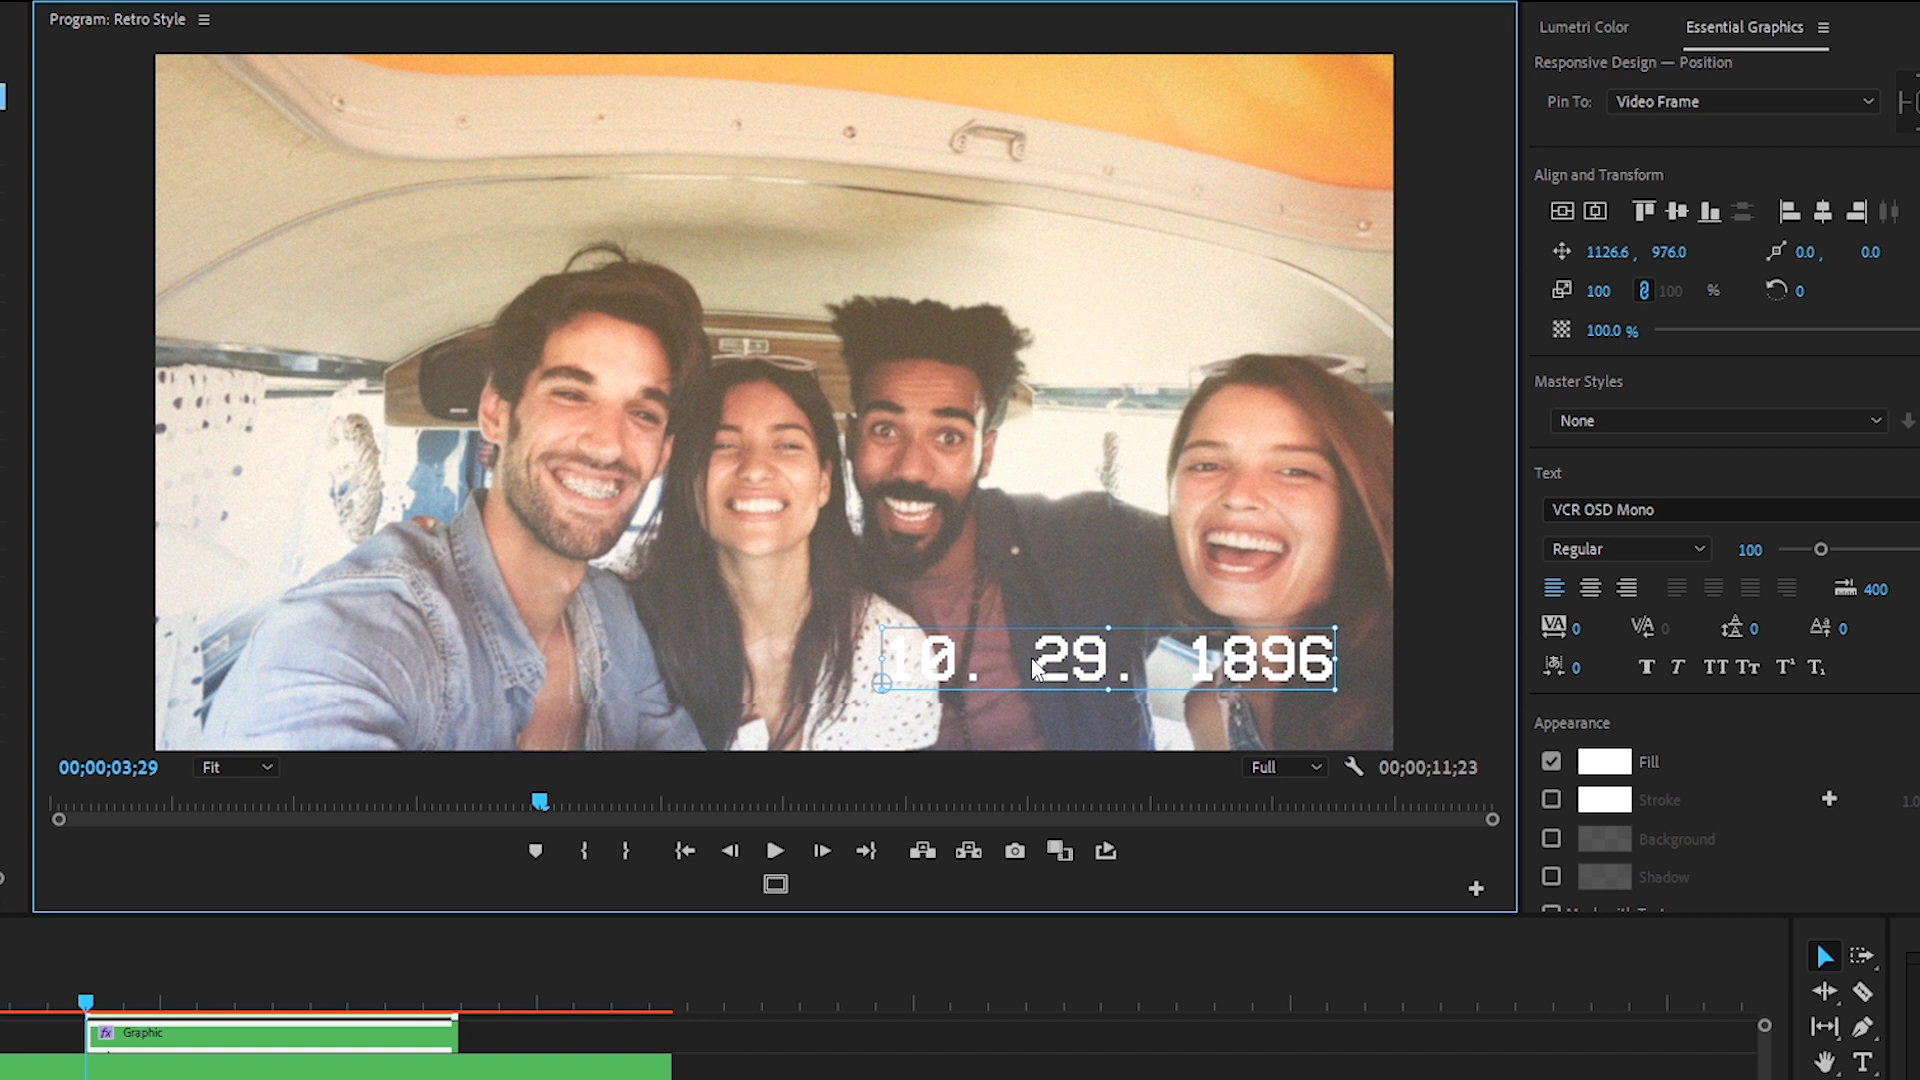 Program: Retro Style
Lumetri Color
Essential Graphics
Responsive Design — Position
Pin To:
Video Frame
Align and Transform
1126.6 ,
976.0
0.0 ,
0.0
100
100
%
0
100.0 %
Master Styles
None
Text
VCR OSD Mono
Regular
100
400
0
0
0
0
0
10. 29. 1896
Appearance
Fill
Stroke
1.0
Background
Shadow
00;00;03;29
Fit
Full
00;00;11;23
fx Graphic